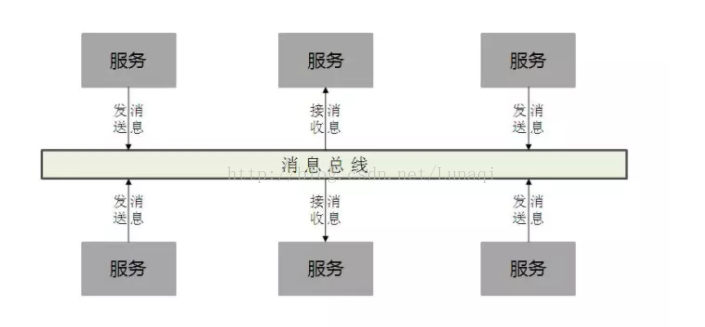 服务 服务 服务
发送 消息 接收 消息 发送 消息
消息总线
http://blog.csdn.net/Lunaqi
发送 消息 接收 消息 发送 消息
服务 服务 服务